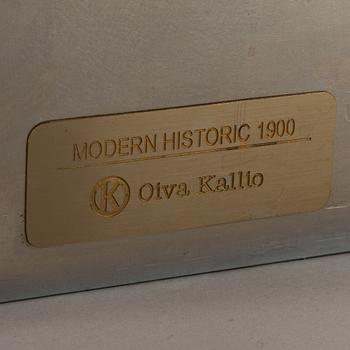 MODERN HISTORIC 1900
K Oiva Kallio